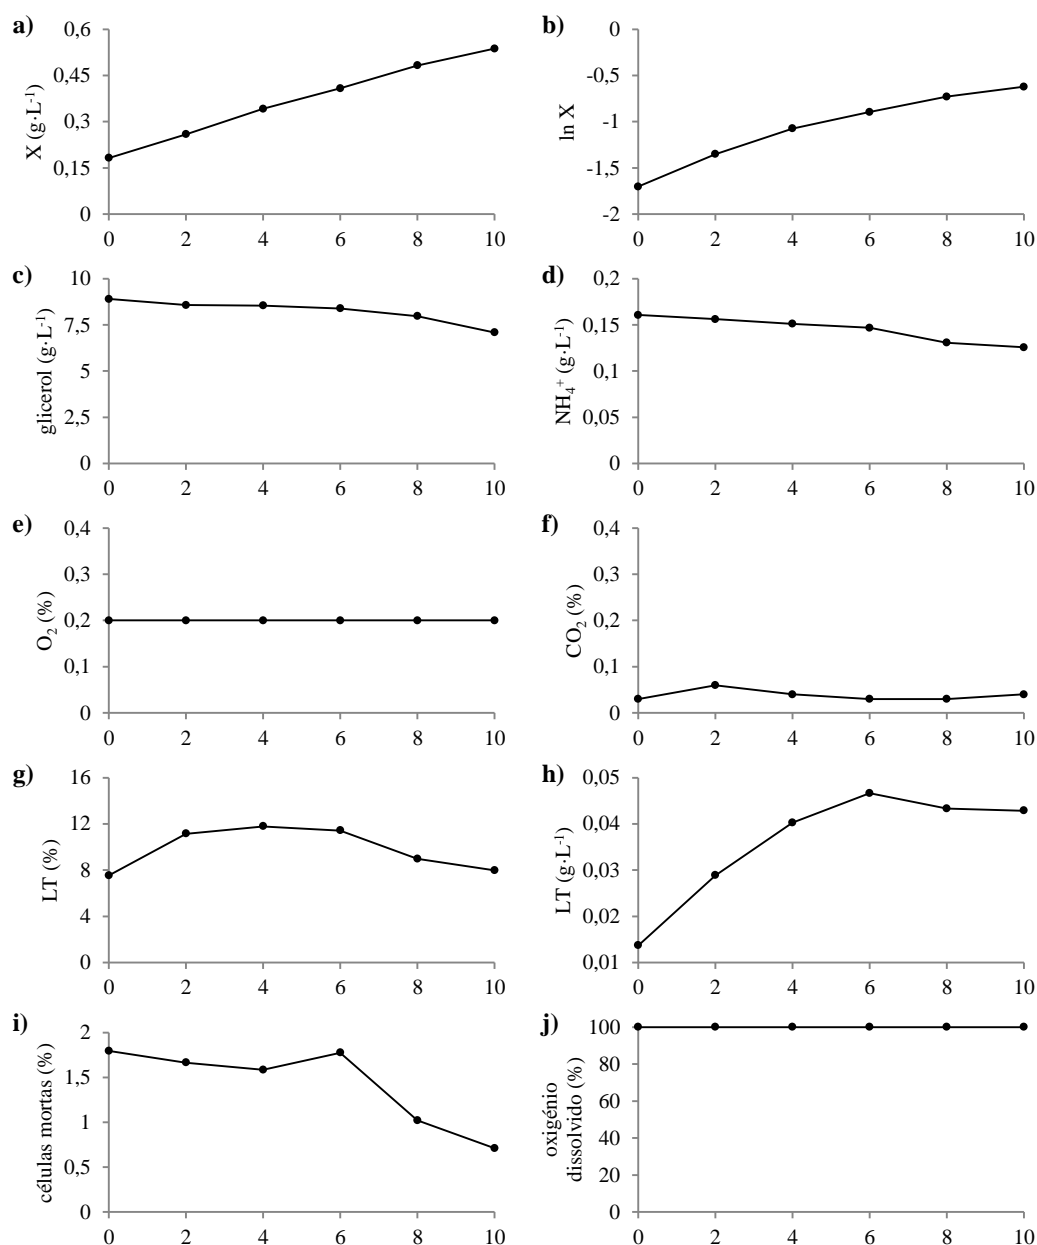 a)
X (g·L-1)
0,6
0,45
0,3
0,15
0
0 2 4 6 8 10
b)
ln X
0
-0,5
-1
-1,5
-2
0 2 4 6 8 10
c)
glicerol (g·L-1)
10
7,5
5
2,5
0
0 2 4 6 8 10
d)
NH4+ (g·L-1)
0,2
0,15
0,1
0,05
0
0 2 4 6 8 10
e)
O2 (%)
0,4
0,3
0,2
0,1
0
0 2 4 6 8 10
f)
CO2 (%)
0,4
0,3
0,2
0,1
0
0 2 4 6 8 10
g)
LT (%)
16
12
8
4
0
0 2 4 6 8 10
h)
LT (g·L-1)
0,05
0,04
0,03
0,02
0,01
0 2 4 6 8 10
i)
células mortas (%)
2
1,5
1
0,5
0
0 2 4 6 8 10
j)
oxigénio
dissolvido (%)
100
80
60
40
20
0
0 2 4 6 8 10